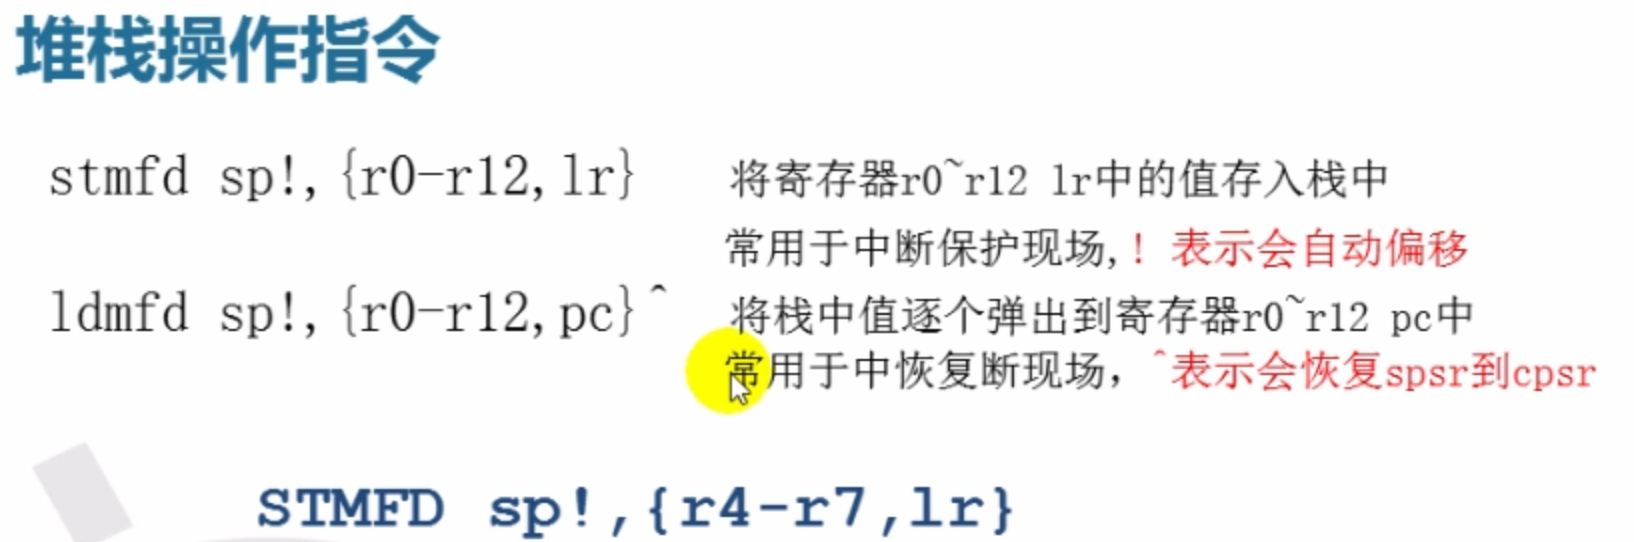 堆栈操作指令
stmfd sp!,{r0-r12,lr} 将寄存器r0~r12 lr中的值存入栈中
常用于中断保护现场,! 表示会自动偏移
ldmfd sp!,{r0-r12,pc}^ 将栈中值逐个弹出到寄存器r0~r12 pc中
常用于中恢复断现场，^表示会恢复spsr到cpsr
STMFD sp!,{r4-r7,lr}